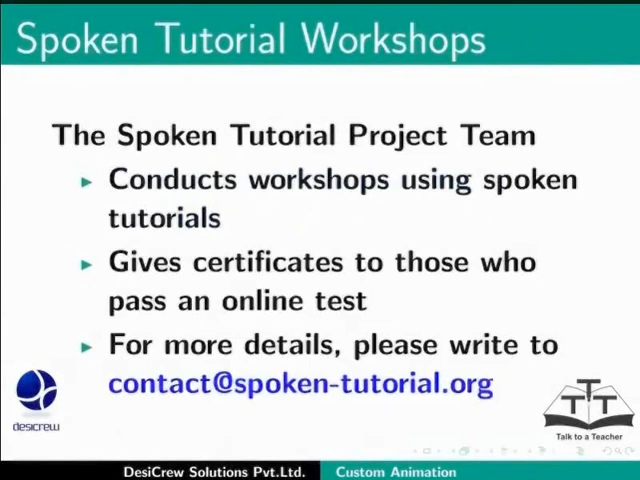 Spoken Tutorial Workshops
The Spoken Tutorial Project Team
Conducts workshops using spoken
tutorials
Gives certificates to those who
pass an online test
For more details, please write to
contact@spoken-tutorial.org
desicrew
TTT
Talk to a Teacher
DesiCrew Solutions Pvt.Ltd. Custom Animation